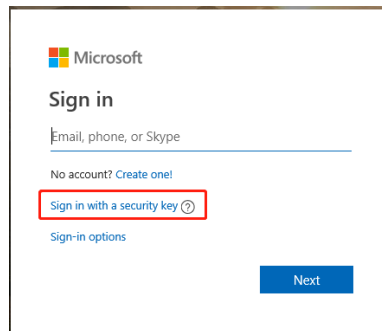 Microsoft
Sign in
Email, phone, or Skype
No account? Create one!
Sign in with a security key ?
Sign-in options
Next